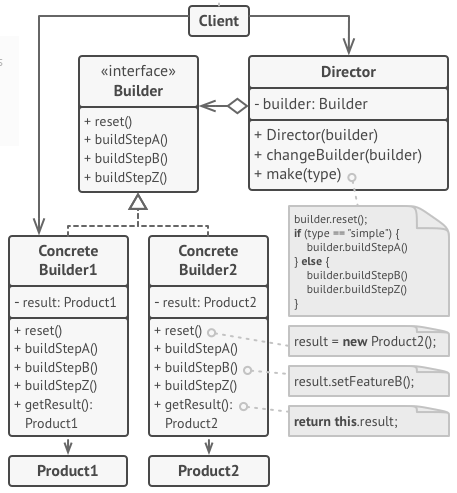 Client
«interface»
Builder
+ reset()
+ buildStepA()
+ buildStepB()
+ buildStepZ()
Director
- builder: Builder
+ Director(builder)
+ changeBuilder(builder)
+ make(type)
builder.reset();
if (type == "simple") {
builder.buildStepA()
} else {
builder.buildStepB()
builder.buildStepZ()
}
Concrete
Builder1
- result: Product1
+ reset()
+ buildStepA()
+ buildStepB()
+ buildStepZ()
+ getResult():
Product1
Concrete
Builder2
- result: Product2
+ reset()
+ buildStepA()
+ buildStepB()
+ buildStepZ()
+ getResult():
Product2
result = new Product2();
result.setFeatureB();
return this.result;
Product1
Product2